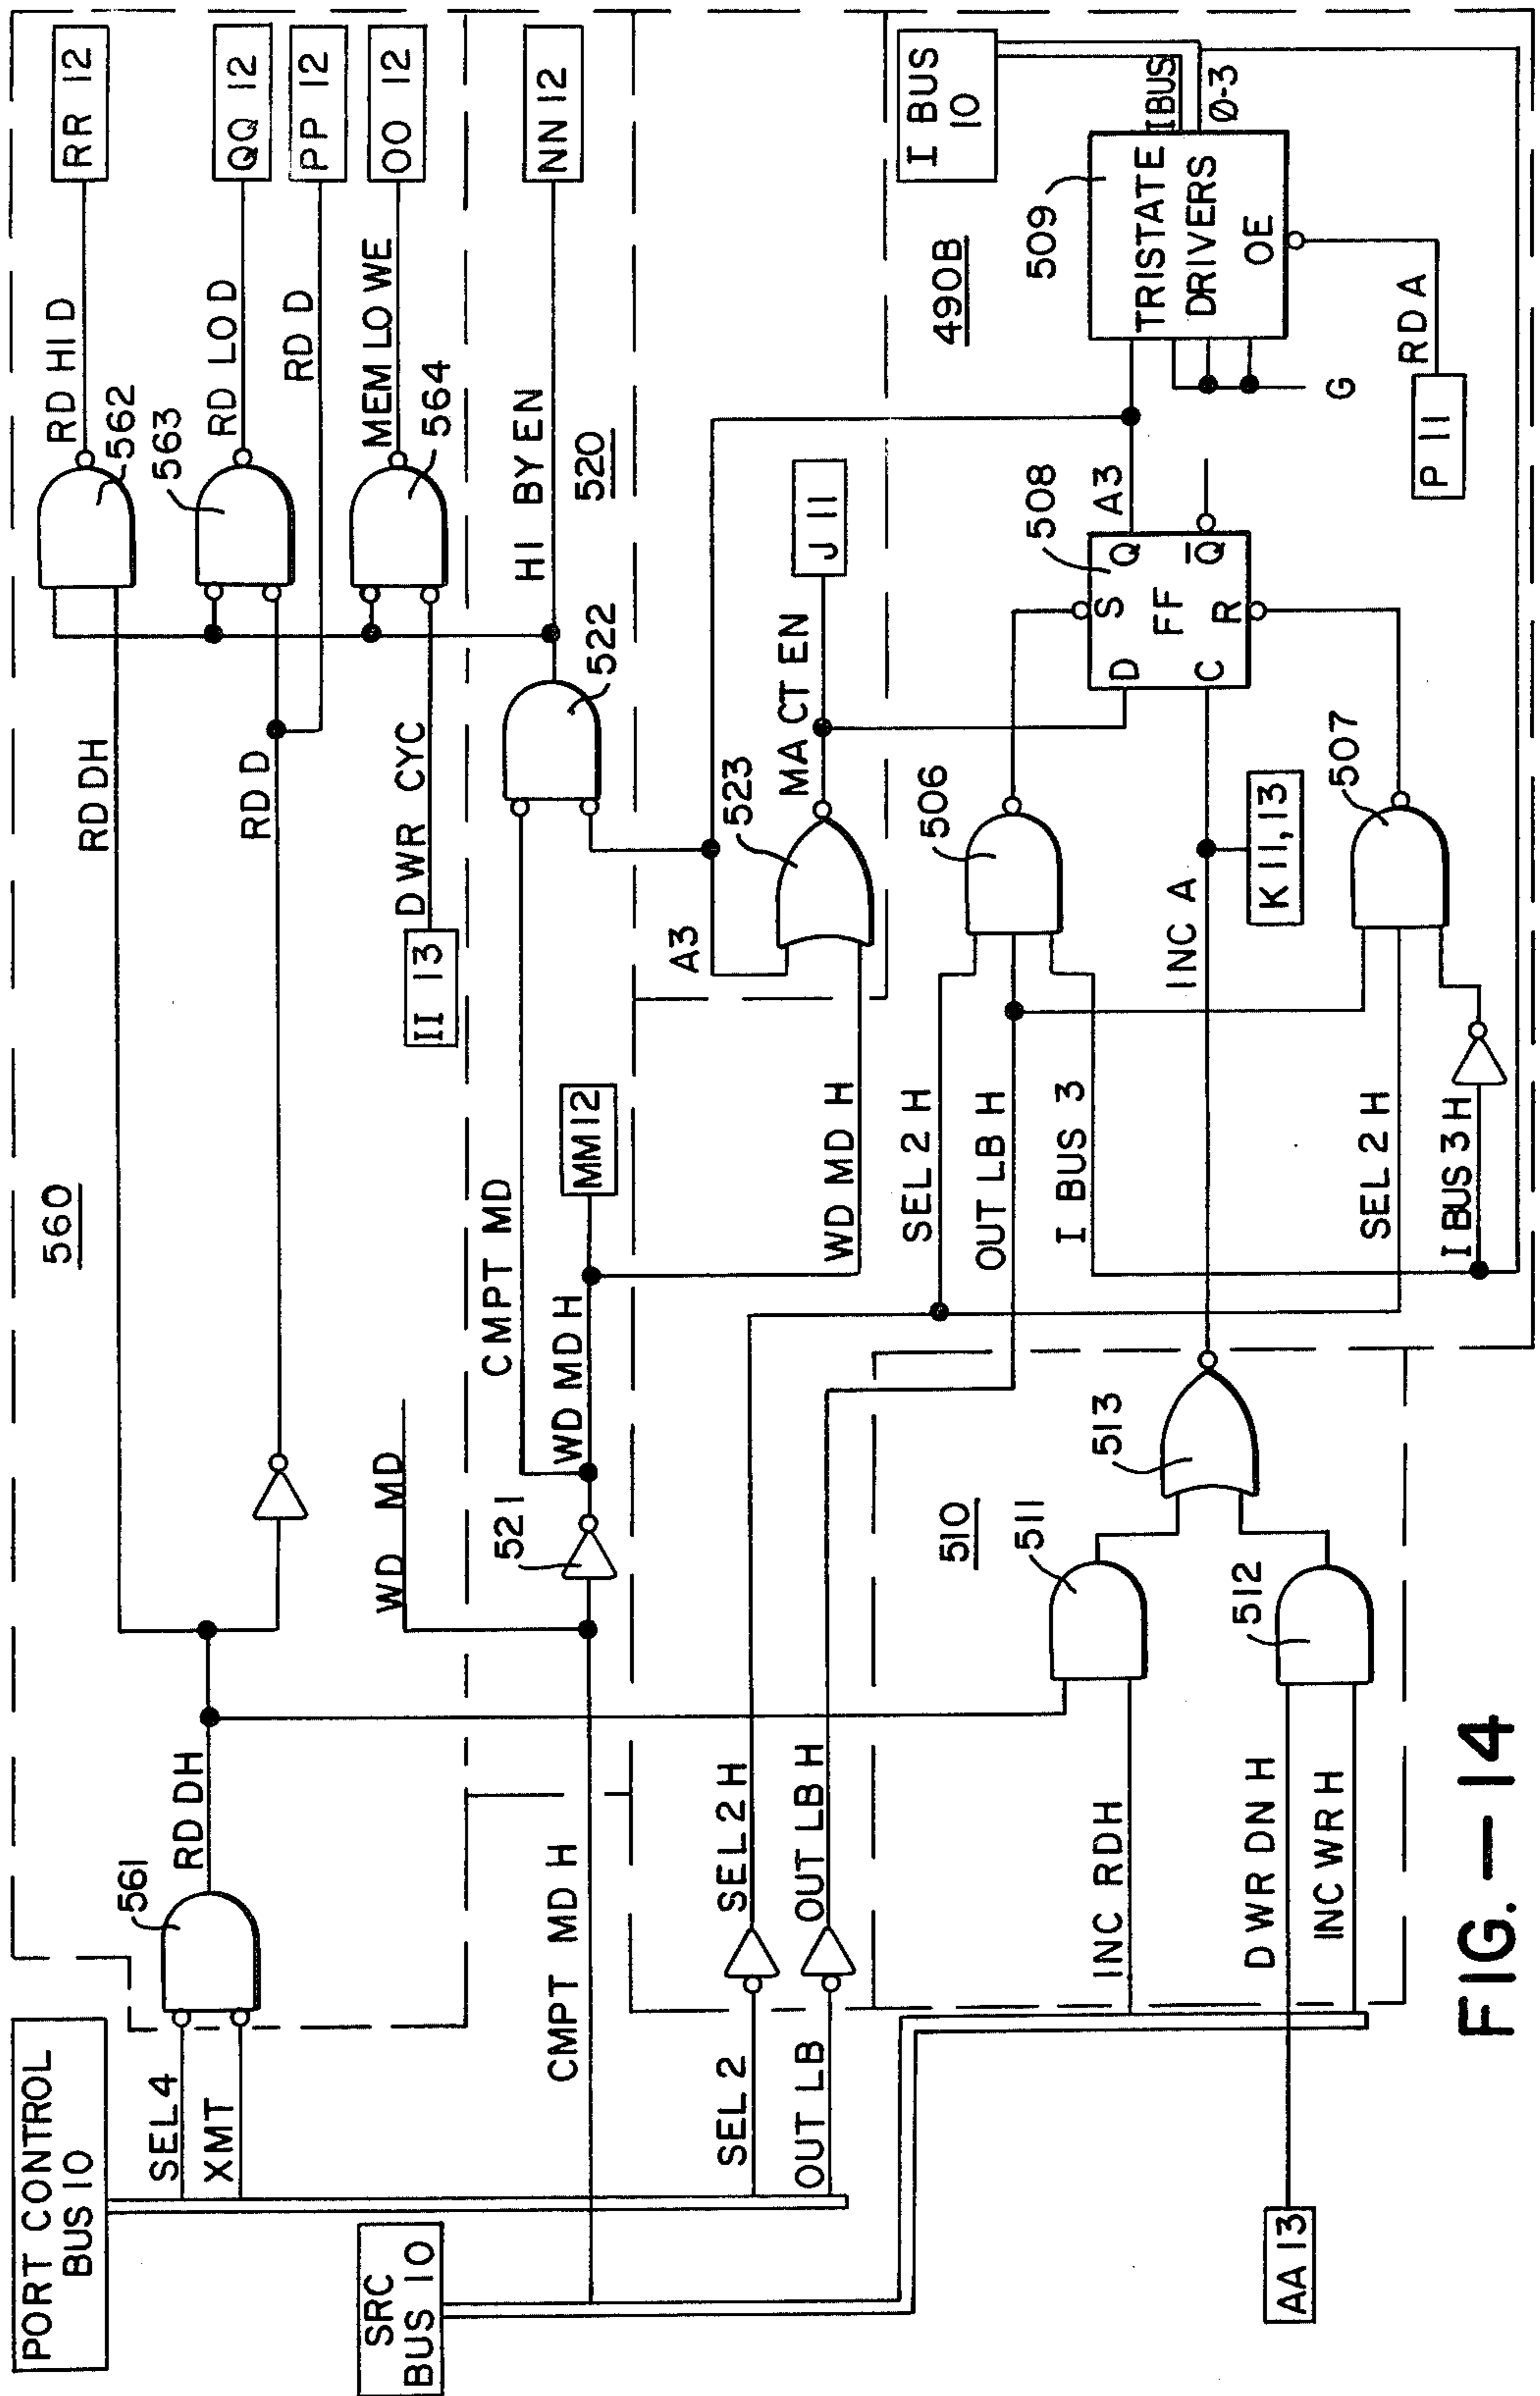 PORT CONTROL
BUS 10
SEL 4
XMT
561
RD DH
560
RD DH
RD HI D
562
RR 12
563
RD LO D
QQ 12
RD D
RD D
PP 12
MEM LO WE
OO 12
564
D WR CYC
II 13
WD MD
SRC
BUS 10
CMPT MD H
521
WD MD H
CMPT MD
MM12
522
HI BY EN
NN 12
520
A3
523
MA CT EN
J 11
WD MD H
SEL 2
SEL 2 H
SEL 2 H
OUT LB
OUT LB H
OUT LB H
I BUS 3
506
490B
I BUS
10
I BUS
Ø-3
509
TRISTATE
DRIVERS
OE
508
S
D
Q
FF
C
R
Q̅
A3
G
RD A
P 11
510
511
INC RDH
513
INC A
K 11,13
512
D WR DN H
INC WR H
AA 13
SEL 2 H
I BUS 3 H
507
FIG. — 14